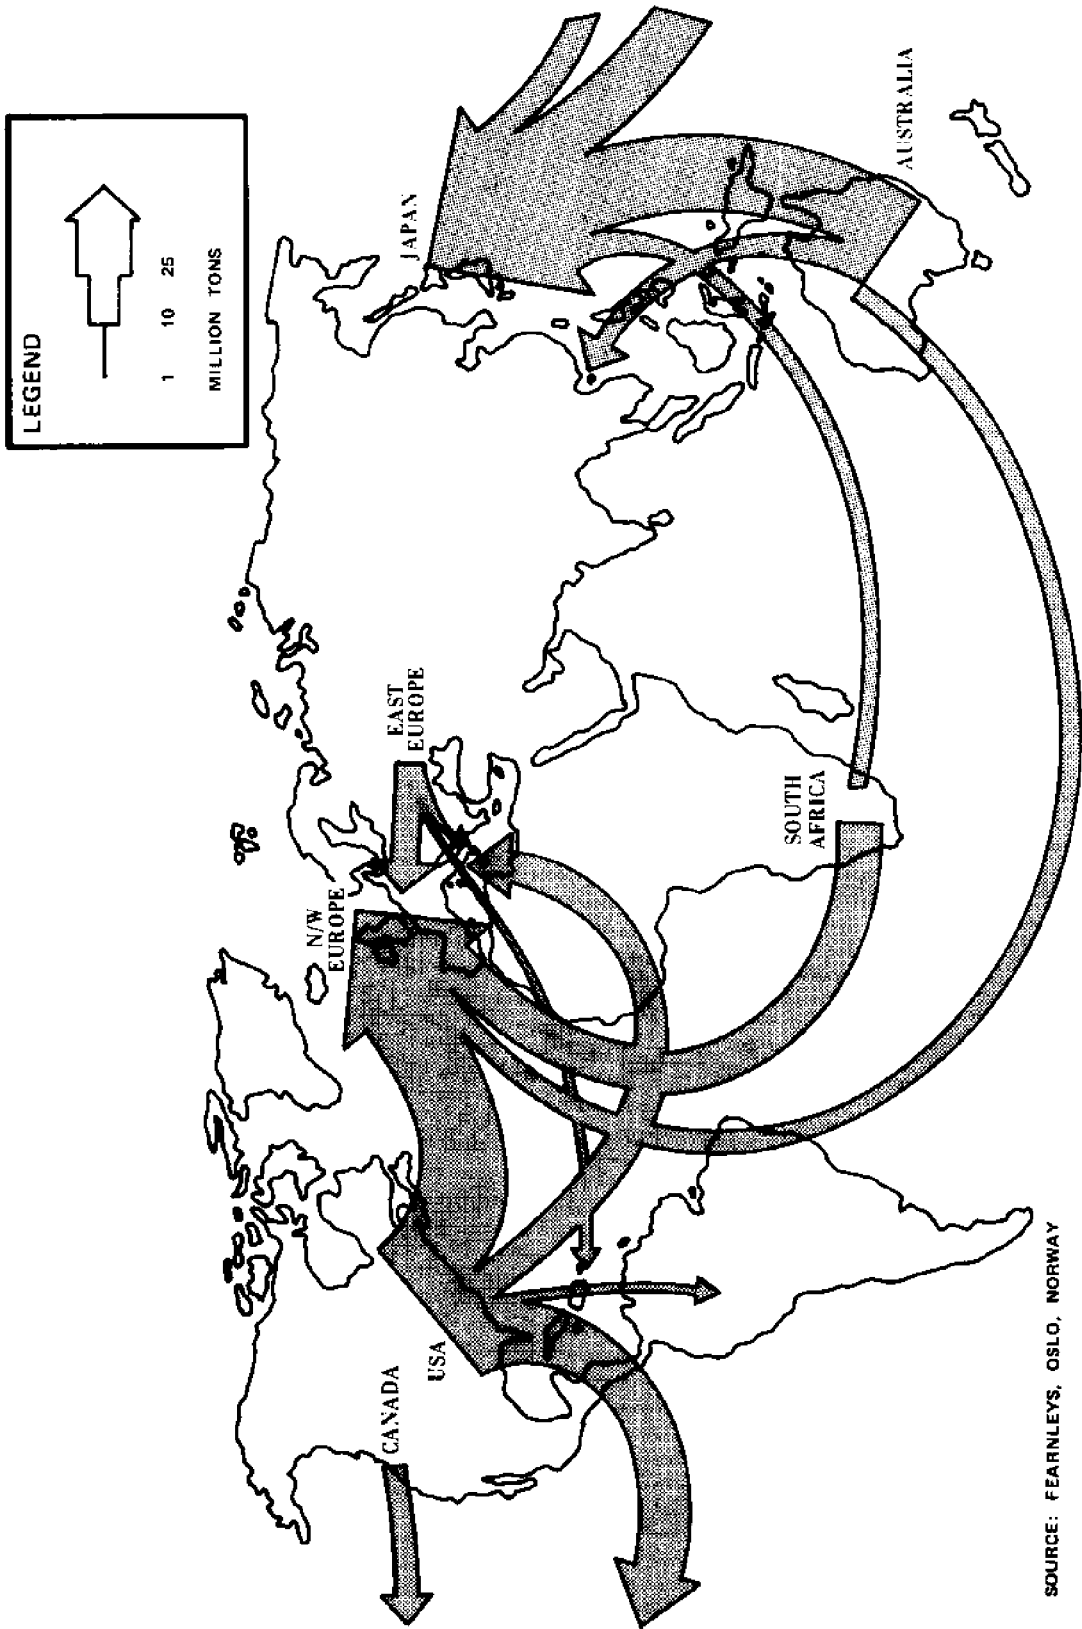 LEGEND
1 10 25
MILLION TONS
CANADA
USA
N/W
EUROPE
EAST
EUROPE
JAPAN
SOUTH
AFRICA
AUSTRALIA
SOURCE: FEARNLEYS, OSLO, NORWAY